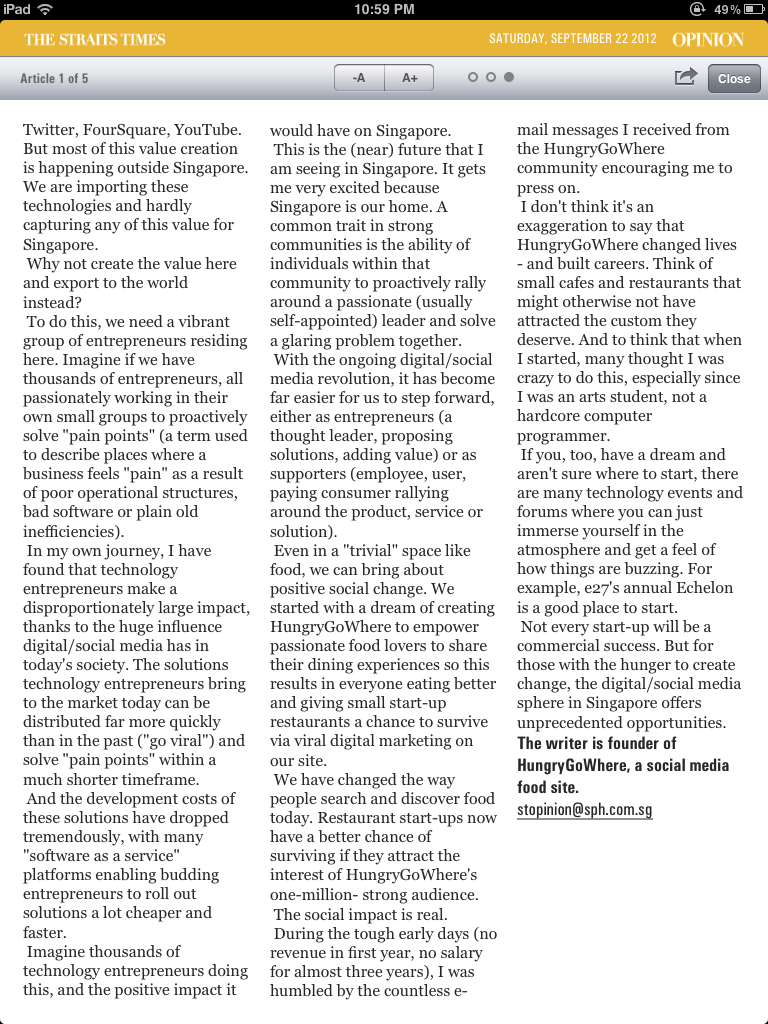 iPad 10:59 PM 49%
THE STRAITS TIMES SATURDAY, SEPTEMBER 22 2012 OPINION
Article 1 of 5 -A A+ Close
Twitter, FourSquare, YouTube.
But most of this value creation
is happening outside Singapore.
We are importing these
technologies and hardly
capturing any of this value for
Singapore.
Why not create the value here
and export to the world
instead?
To do this, we need a vibrant
group of entrepreneurs residing
here. Imagine if we have
thousands of entrepreneurs, all
passionately working in their
own small groups to proactively
solve "pain points" (a term used
to describe places where a
business feels "pain" as a result
of poor operational structures,
bad software or plain old
inefficiencies).
In my own journey, I have
found that technology
entrepreneurs make a
disproportionately large impact,
thanks to the huge influence
digital/social media has in
today's society. The solutions
technology entrepreneurs bring
to the market today can be
distributed far more quickly
than in the past ("go viral") and
solve "pain points" within a
much shorter timeframe.
And the development costs of
these solutions have dropped
tremendously, with many
"software as a service"
platforms enabling budding
entrepreneurs to roll out
solutions a lot cheaper and
faster.
Imagine thousands of
technology entrepreneurs doing
this, and the positive impact it
would have on Singapore.
This is the (near) future that I
am seeing in Singapore. It gets
me very excited because
Singapore is our home. A
common trait in strong
communities is the ability of
individuals within that
community to proactively rally
around a passionate (usually
self-appointed) leader and solve
a glaring problem together.
With the ongoing digital/social
media revolution, it has become
far easier for us to step forward,
either as entrepreneurs (a
thought leader, proposing
solutions, adding value) or as
supporters (employee, user,
paying consumer rallying
around the product, service or
solution).
Even in a "trivial" space like
food, we can bring about
positive social change. We
started with a dream of creating
HungryGoWhere to empower
passionate food lovers to share
their dining experiences so this
results in everyone eating better
and giving small start-up
restaurants a chance to survive
via viral digital marketing on
our site.
We have changed the way
people search and discover food
today. Restaurant start-ups now
have a better chance of
surviving if they attract the
interest of HungryGoWhere's
one-million- strong audience.
The social impact is real.
During the tough early days (no
revenue in first year, no salary
for almost three years), I was
humbled by the countless e-
mail messages I received from
the HungryGoWhere
community encouraging me to
press on.
I don't think it's an
exaggeration to say that
HungryGoWhere changed lives
- and built careers. Think of
small cafes and restaurants that
might otherwise not have
attracted the custom they
deserve. And to think that when
I started, many thought I was
crazy to do this, especially since
I was an arts student, not a
hardcore computer
programmer.
If you, too, have a dream and
aren't sure where to start, there
are many technology events and
forums where you can just
immerse yourself in the
atmosphere and get a feel of
how things are buzzing. For
example, e27's annual Echelon
is a good place to start.
Not every start-up will be a
commercial success. But for
those with the hunger to create
change, the digital/social media
sphere in Singapore offers
unprecedented opportunities.
The writer is founder of
HungryGoWhere, a social media
food site.
stopinion@sph.com.sg